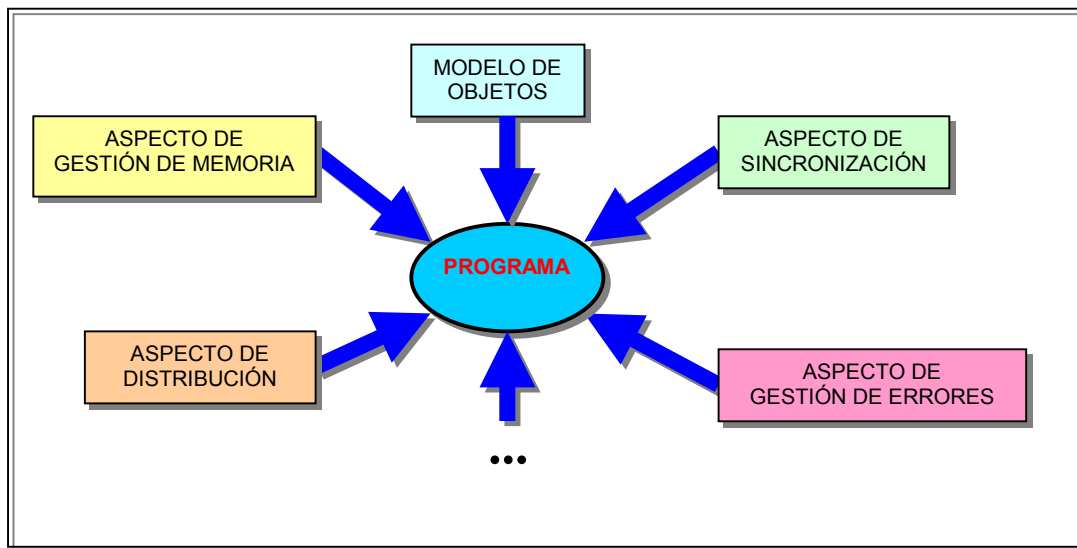 MODELO DE
OBJETOS
ASPECTO DE
GESTIÓN DE MEMORIA
ASPECTO DE
SINCRONIZACIÓN
PROGRAMA
ASPECTO DE
DISTRIBUCIÓN
ASPECTO DE
GESTIÓN DE ERRORES
...